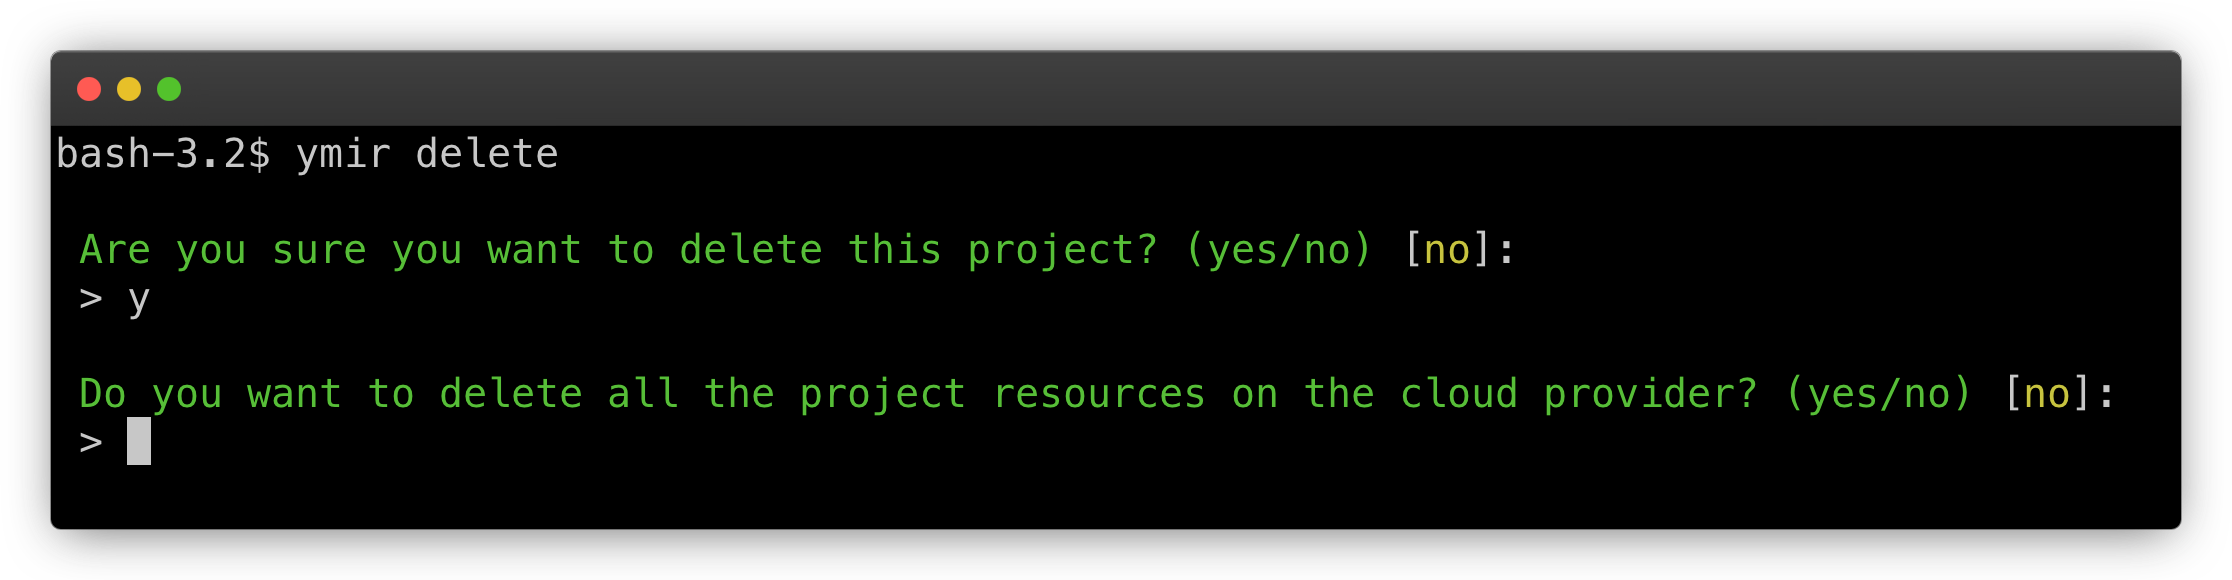 bash-3.2$ ymir delete
Are you sure you want to delete this project? (yes/no) [no]:
> y
Do you want to delete all the project resources on the cloud provider? (yes/no) [no]:
>